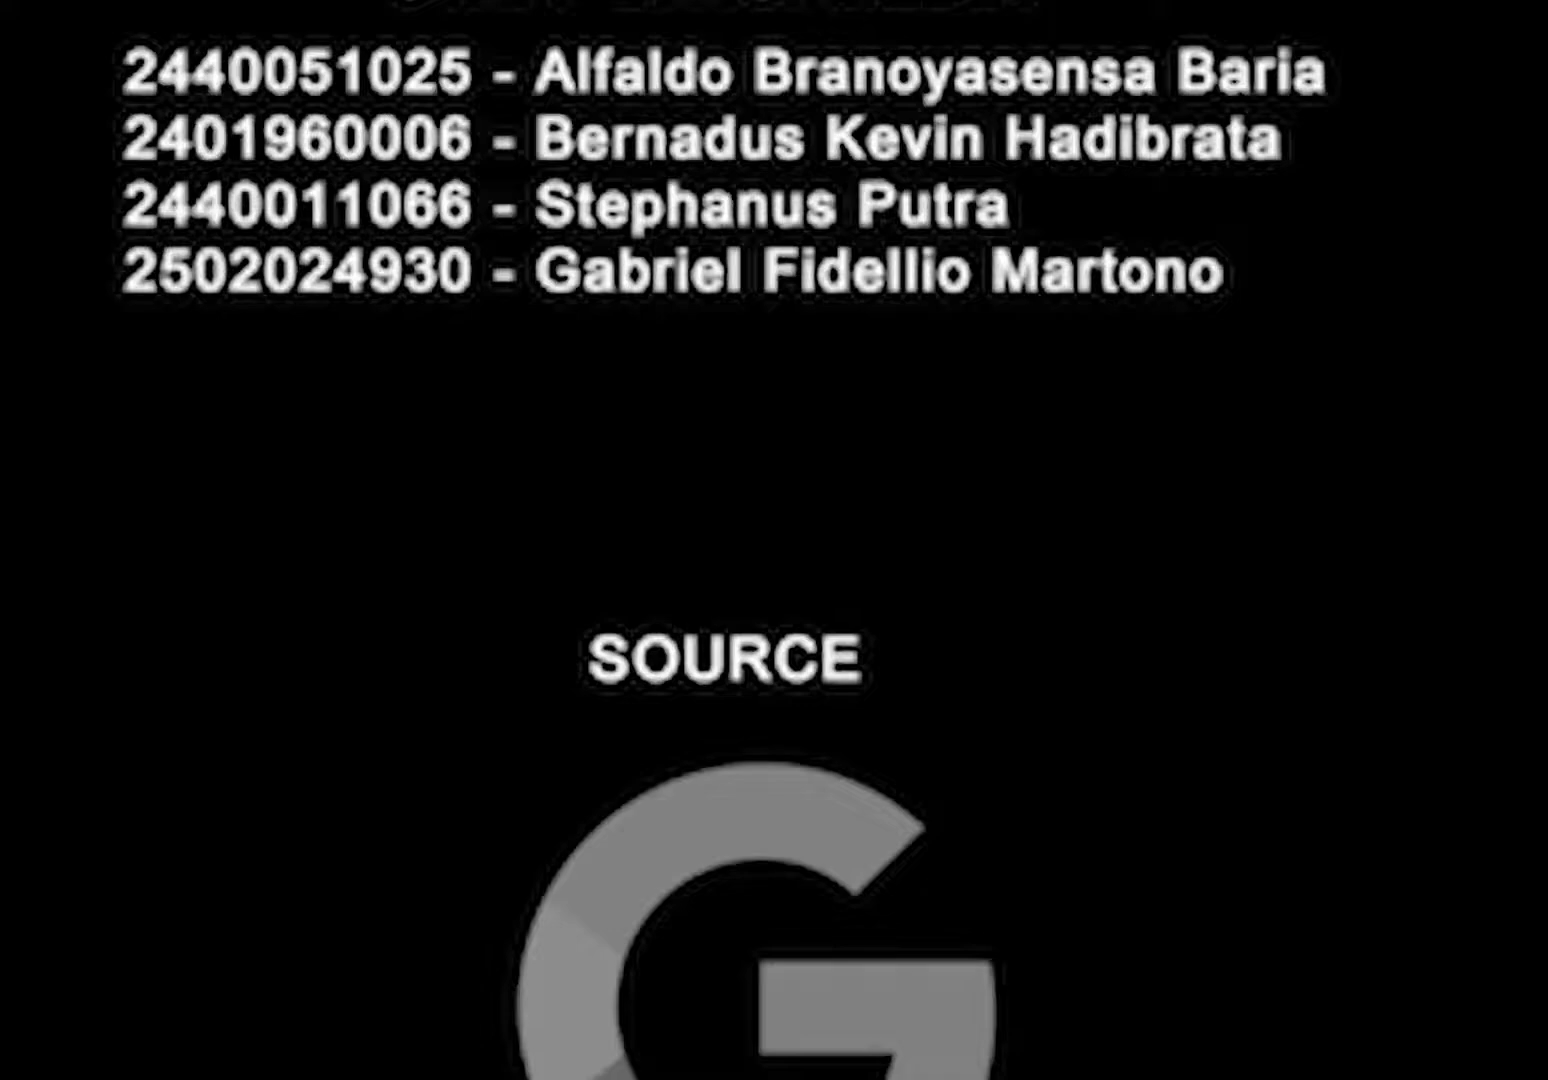 2440051025 - Alfaldo Branoyasensa Baria
2401960006 - Bernadus Kevin Hadibrata
2440011066 - Stephanus Putra
2502024930 - Gabriel Fidellio Martono
SOURCE
G